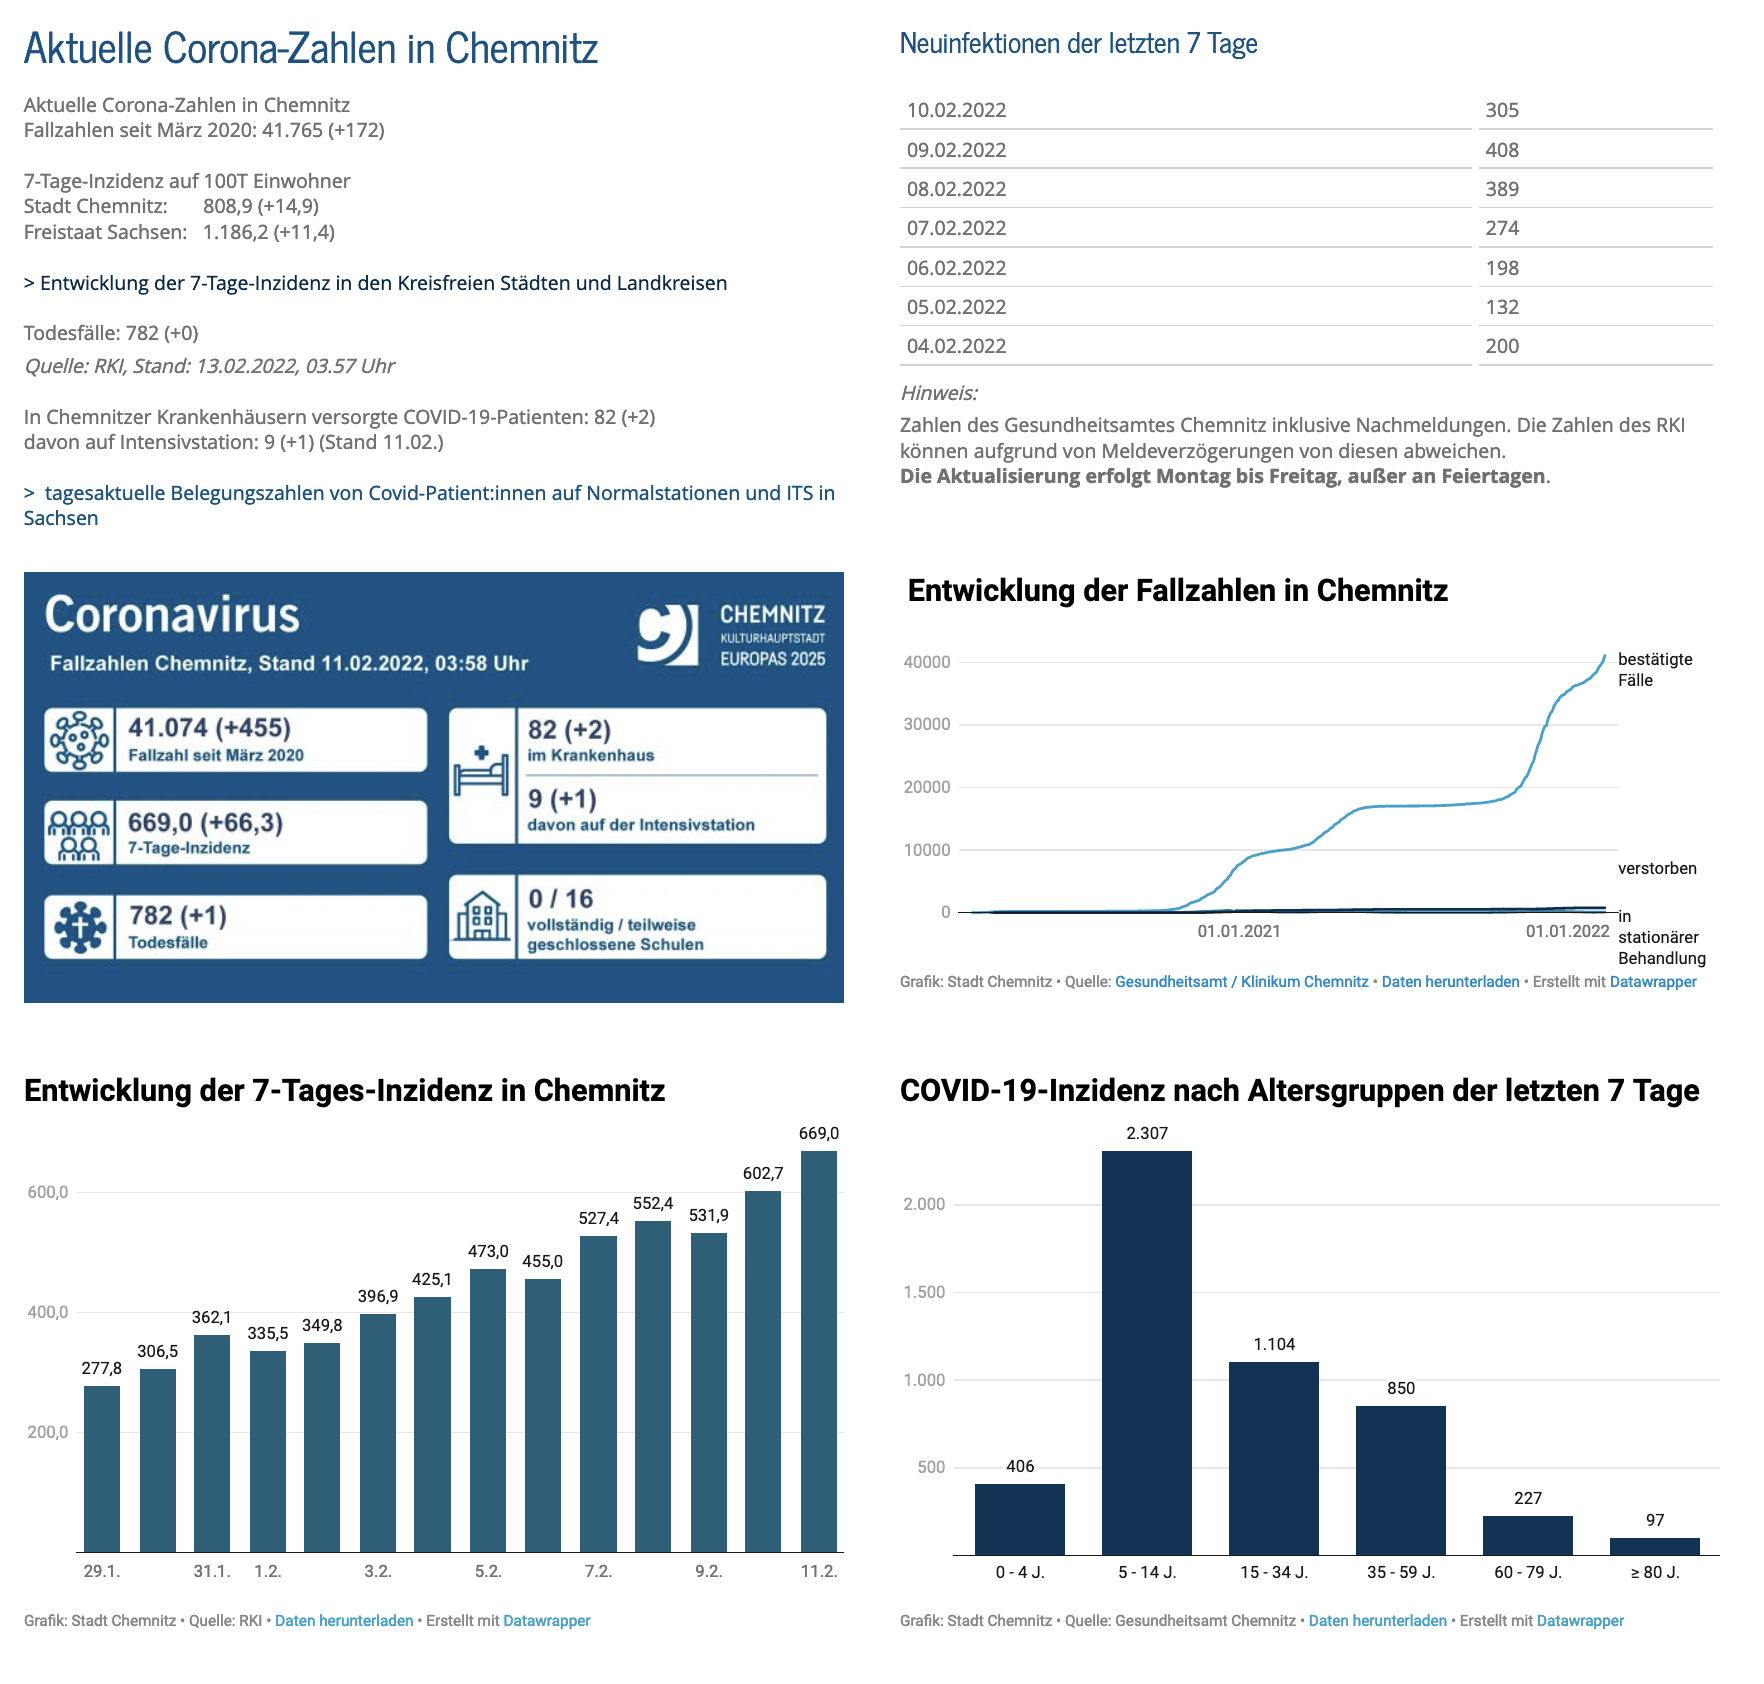 Aktuelle Corona-Zahlen in Chemnitz
Aktuelle Corona-Zahlen in Chemnitz
Fallzahlen seit März 2020: 41.765 (+172)
7-Tage-Inzidenz auf 100T Einwohner
Stadt Chemnitz: 808,9 (+14,9)
Freistaat Sachsen: 1.186,2 (+11,4)
> Entwicklung der 7-Tage-Inzidenz in den Kreisfreien Städten und Landkreisen
Todesfälle: 782 (+0)
Quelle: RKI, Stand: 13.02.2022, 03.57 Uhr
In Chemnitzer Krankenhäusern versorgte COVID-19-Patienten: 82 (+2)
davon auf Intensivstation: 9 (+1) (Stand 11.02.)
> tagesaktuelle Belegungszahlen von Covid-Patient:innen auf Normalstationen und ITS in
Sachsen
Neuinfektionen der letzten 7 Tage
10.02.2022 305
09.02.2022 408
08.02.2022 389
07.02.2022 274
06.02.2022 198
05.02.2022 132
04.02.2022 200
Hinweis:
Zahlen des Gesundheitsamtes Chemnitz inklusive Nachmeldungen. Die Zahlen des RKI
können aufgrund von Meldeverzögerungen von diesen abweichen.
Die Aktualisierung erfolgt Montag bis Freitag, außer an Feiertagen.
Coronavirus
Fallzahlen Chemnitz, Stand 11.02.2022, 03:58 Uhr
CHEMNITZ
KULTURHAUPTSTADT
EUROPAS 2025
41.074 (+455)
Fallzahl seit März 2020
669,0 (+66,3)
7-Tage-Inzidenz
782 (+1)
Todesfälle
82 (+2)
im Krankenhaus
9 (+1)
davon auf der Intensivstation
0 / 16
vollständig / teilweise
geschlossene Schulen
Entwicklung der Fallzahlen in Chemnitz
40000
30000
20000
10000
0
bestätigte
Fälle
verstorben
in
stationärer
Behandlung
01.01.2021 01.01.2022
Grafik: Stadt Chemnitz • Quelle: Gesundheitsamt / Klinikum Chemnitz • Daten herunterladen • Erstellt mit Datawrapper
Entwicklung der 7-Tages-Inzidenz in Chemnitz
600,0
400,0
200,0
277,8
306,5
362,1
335,5
349,8
396,9
425,1
473,0
455,0
527,4
552,4
531,9
602,7
669,0
29.1. 31.1. 1.2. 3.2. 5.2. 7.2. 9.2. 11.2.
Grafik: Stadt Chemnitz • Quelle: RKI • Daten herunterladen • Erstellt mit Datawrapper
COVID-19-Inzidenz nach Altersgruppen der letzten 7 Tage
2.000
1.500
1.000
500
406
2.307
1.104
850
227
97
0 - 4 J. 5 - 14 J. 15 - 34 J. 35 - 59 J. 60 - 79 J. ≥ 80 J.
Grafik: Stadt Chemnitz • Quelle: Gesundheitsamt Chemnitz • Daten herunterladen • Erstellt mit Datawrapper